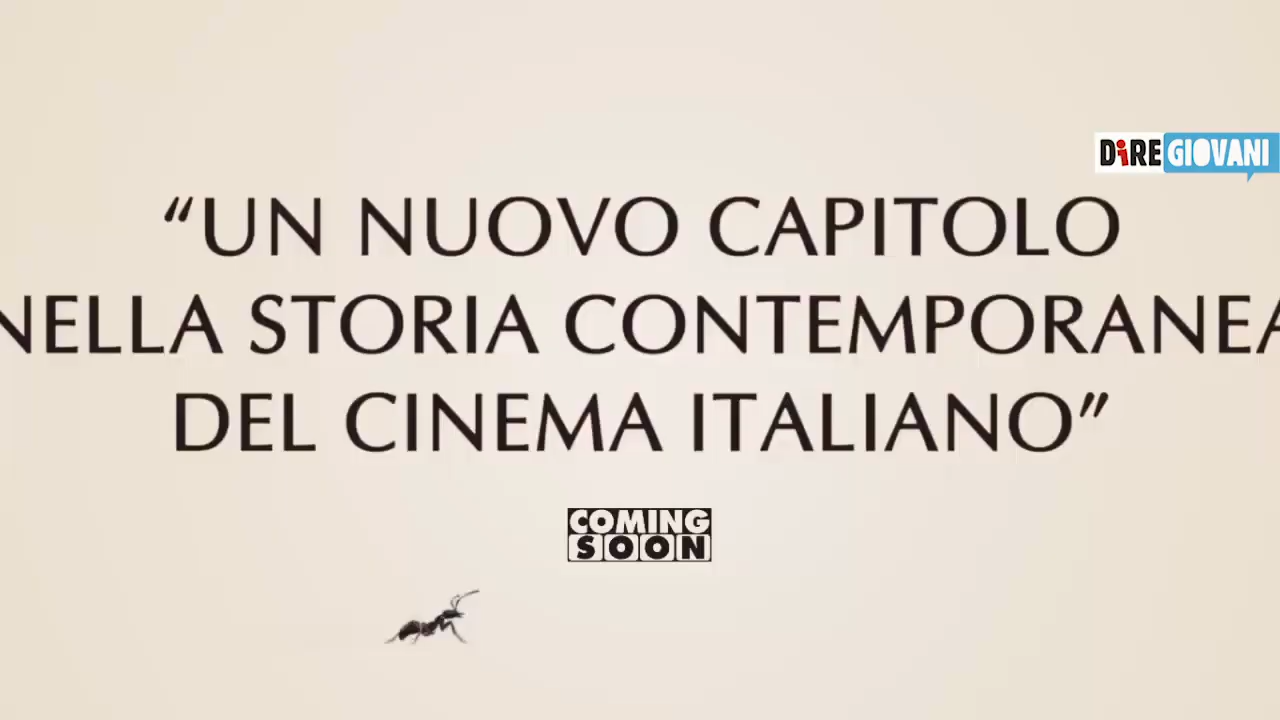 DiRE GIOVANI
“UN NUOVO CAPITOLO
NELLA STORIA CONTEMPORANEA
DEL CINEMA ITALIANO”
COMING
SOON